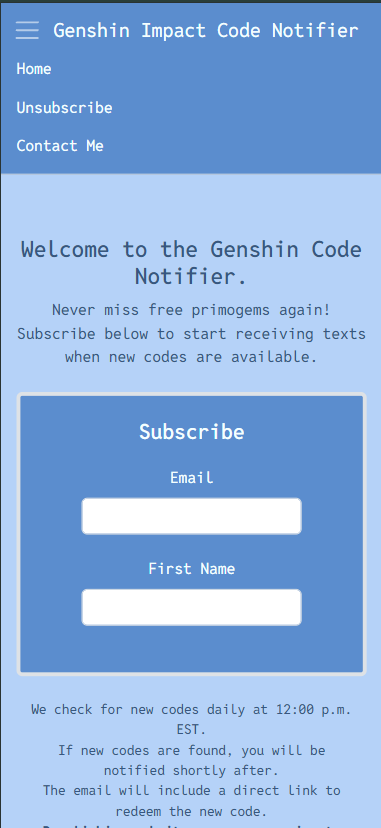 Genshin Impact Code Notifier
Home
Unsubscribe
Contact Me
Welcome to the Genshin Code
Notifier.
Never miss free primogems again!
Subscribe below to start receiving texts
when new codes are available.
Subscribe
Email
First Name
We check for new codes daily at 12:00 p.m.
EST.
If new codes are found, you will be
notified shortly after.
The email will include a direct link to
redeem the new code.